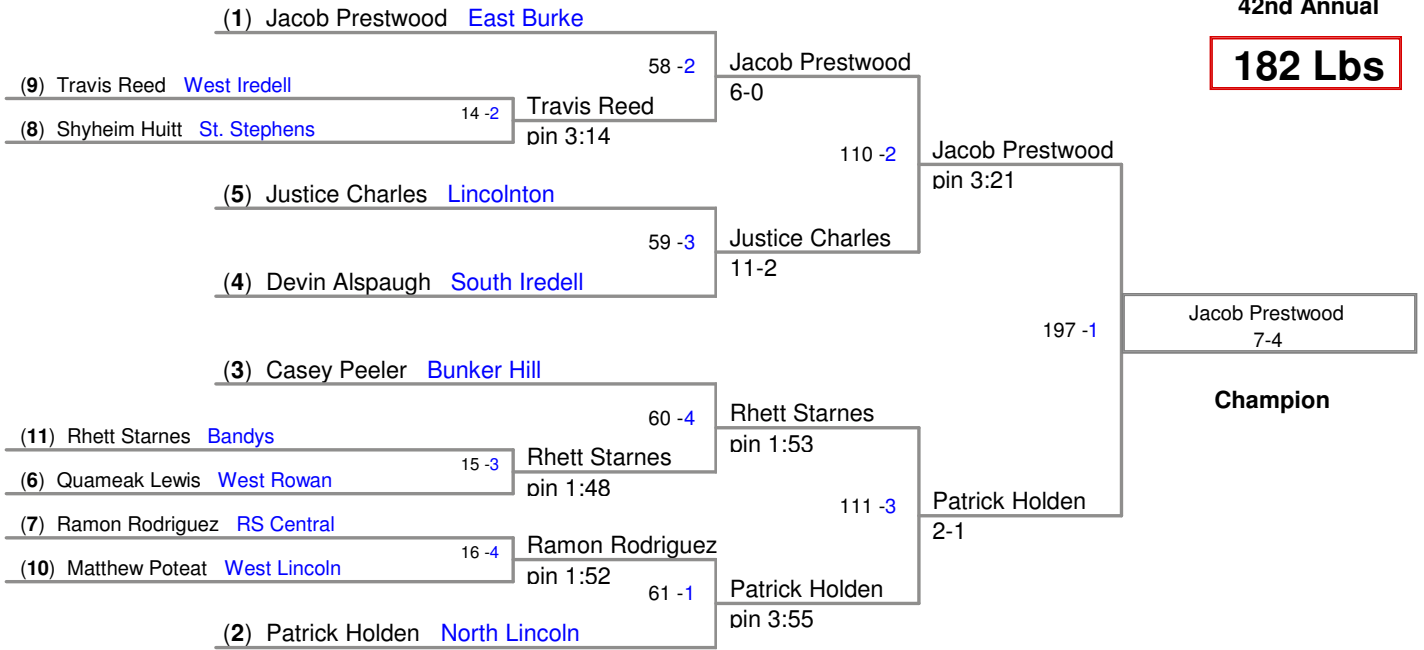 42nd Annual
182 Lbs
(1) Jacob Prestwood East Burke
58 -2
Jacob Prestwood
6-0
(9) Travis Reed West Iredell
14 -2
Travis Reed
pin 3:14
(8) Shyheim Huitt St. Stephens
110 -2
Jacob Prestwood
pin 3:21
(5) Justice Charles Lincolnton
59 -3
Justice Charles
11-2
(4) Devin Alspaugh South Iredell
197 -1
Jacob Prestwood
7-4
Champion
(3) Casey Peeler Bunker Hill
60 -4
Rhett Starnes
pin 1:53
(11) Rhett Starnes Bandys
15 -3
Rhett Starnes
pin 1:48
(6) Quameak Lewis West Rowan
111 -3
Patrick Holden
2-1
(7) Ramon Rodriguez RS Central
16 -4
Ramon Rodriguez
pin 1:52
(10) Matthew Poteat West Lincoln
61 -1
Patrick Holden
pin 3:55
(2) Patrick Holden North Lincoln